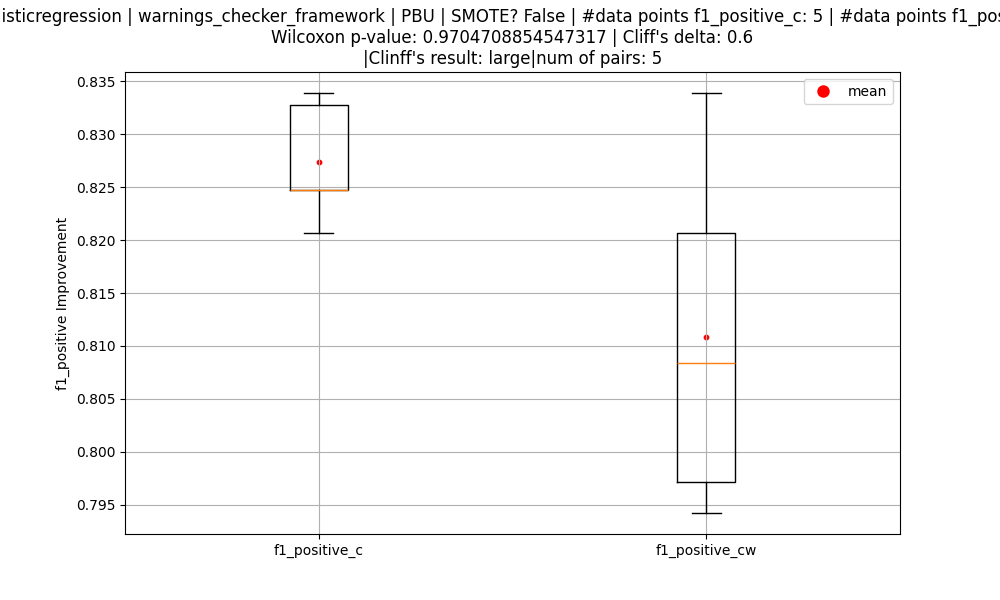 isticregression | warnings_checker_framework | PBU | SMOTE? False | #data points f1_positive_c: 5 | #data points f1_pos
Wilcoxon p-value: 0.9704708854547317 | Cliff's delta: 0.6
|Clinff's result: large|num of pairs: 5
mean
0.835
0.830
0.825
0.820
0.815
0.810
0.805
0.800
0.795
f1_positive Improvement
f1_positive_c
f1_positive_cw